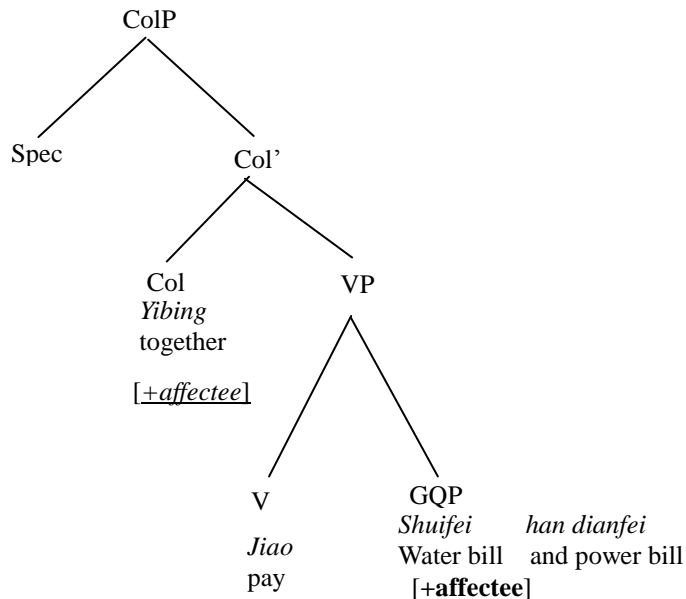 ColP
Spec
Col’
Col
VP
Yibing
together
[+affectee]
V
GQP
Jiao
pay
Shuifei han dianfei
Water bill and power bill
[+affectee]